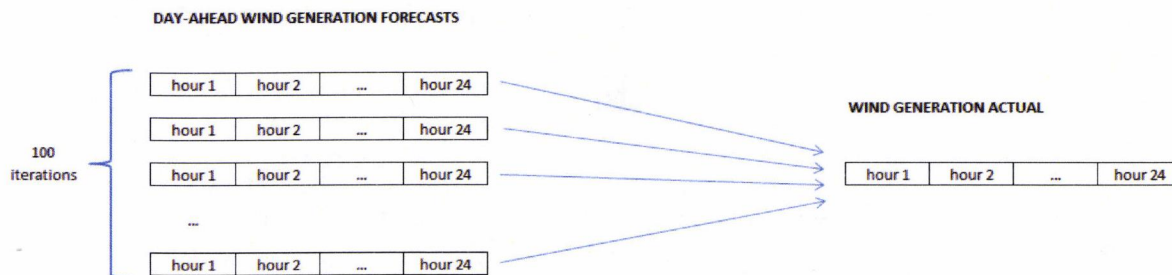 DAY-AHEAD WIND GENERATION FORECASTS
hour 1 hour 2 ... hour 24
WIND GENERATION ACTUAL
hour 1 hour 2 ... hour 24
100
iterations
hour 1 hour 2 ... hour 24
hour 1 hour 2 ... hour 24
...
hour 1 hour 2 ... hour 24